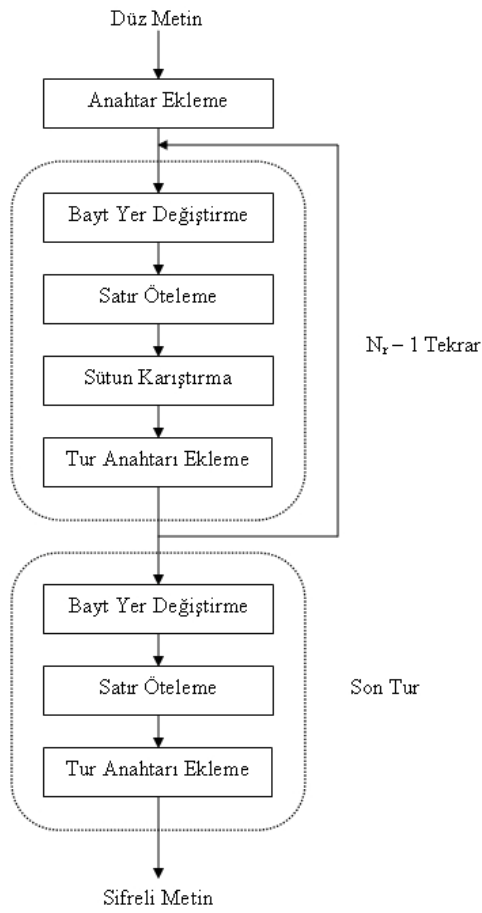 Düz Metin
Anahtar Ekleme
Bayt Yer Değiştirme
Satır Öteleme
Sütun Karıştırma
Tur Anahtarı Ekleme
Nᵣ – 1 Tekrar
Bayt Yer Değiştirme
Satır Öteleme
Tur Anahtarı Ekleme
Son Tur
Sifreli Metin